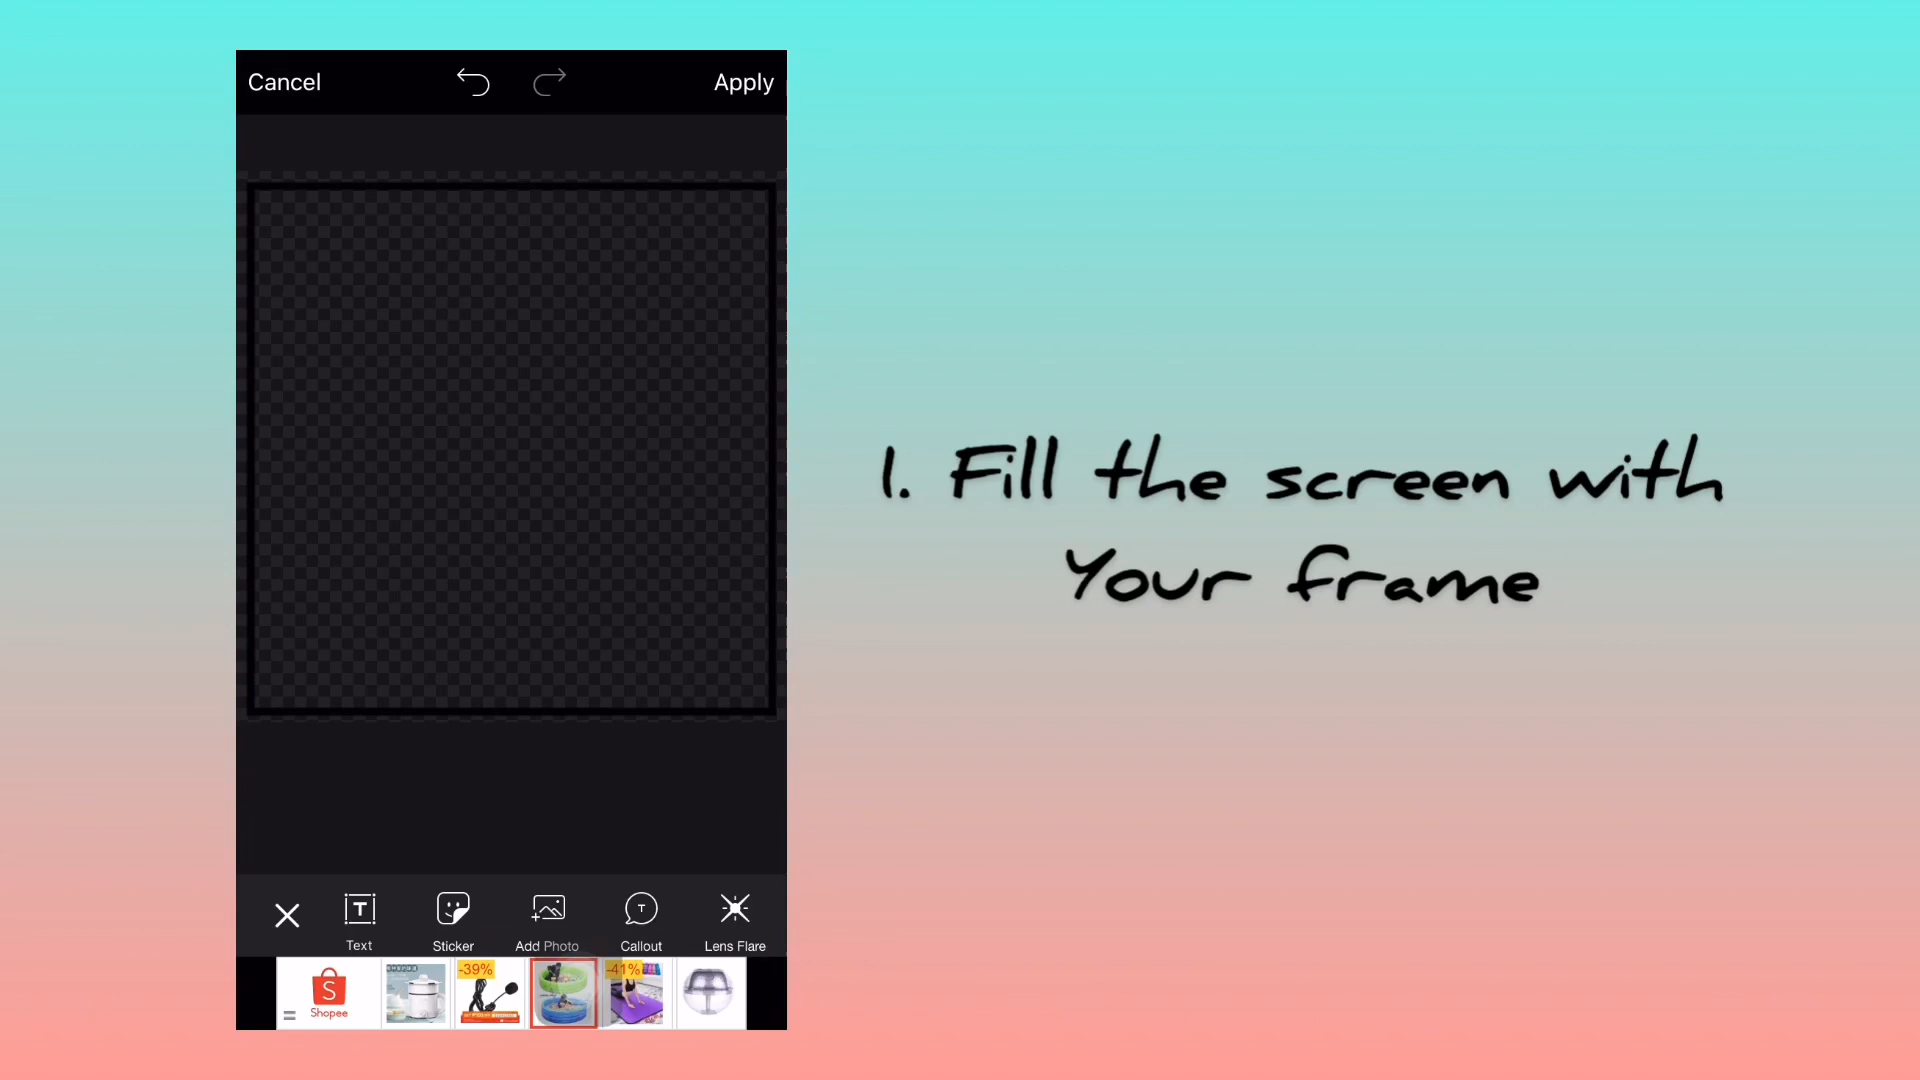 Cancel
Apply
1. Fill the screen with
Your frame
Text
Sticker
Add Photo
Callout
Lens Flare
-39%
-41%
S
Shopee